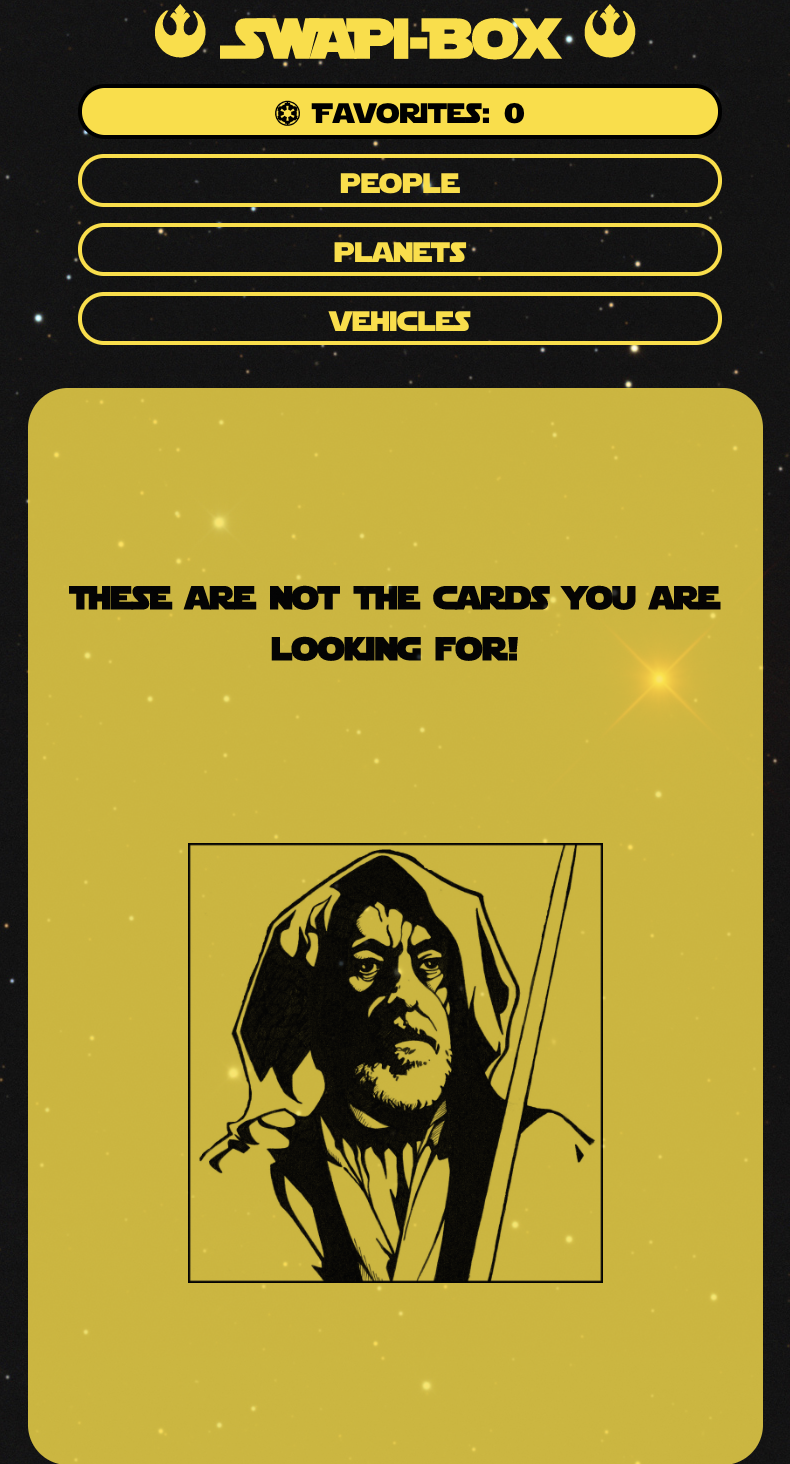 SWAPI-BOX
FAVORITES: 0
PEOPLE
PLANETS
VEHICLES
THESE ARE NOT THE CARDS YOU ARE
LOOKING FOR!